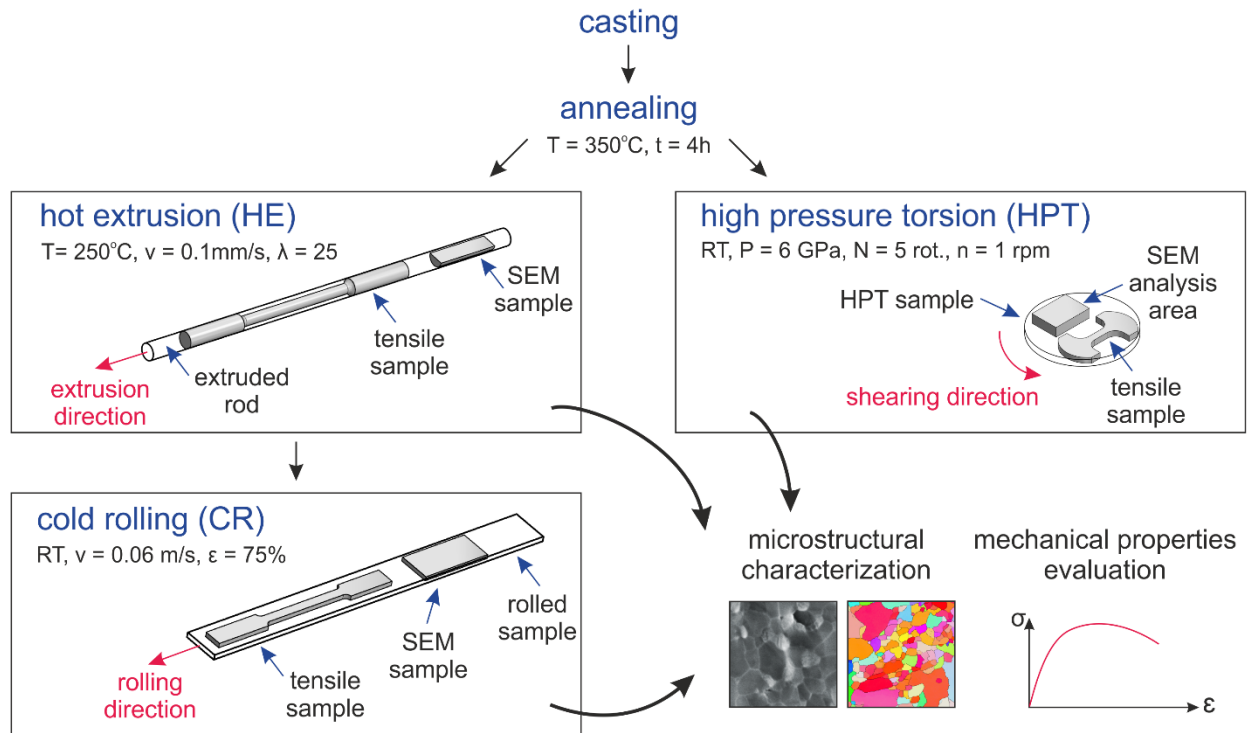 casting
annealing
T = 350°C, t = 4h
hot extrusion (HE)
T= 250°C, v = 0.1mm/s, λ = 25
SEM
sample
tensile
sample
extruded
rod
extrusion
direction
high pressure torsion (HPT)
RT, P = 6 GPa, N = 5 rot., n = 1 rpm
SEM
analysis
area
HPT sample
shearing direction
tensile
sample
cold rolling (CR)
RT, v = 0.06 m/s, ε = 75%
rolled
sample
SEM
sample
tensile
sample
rolling
direction
microstructural
characterization
mechanical properties
evaluation
σ
ε